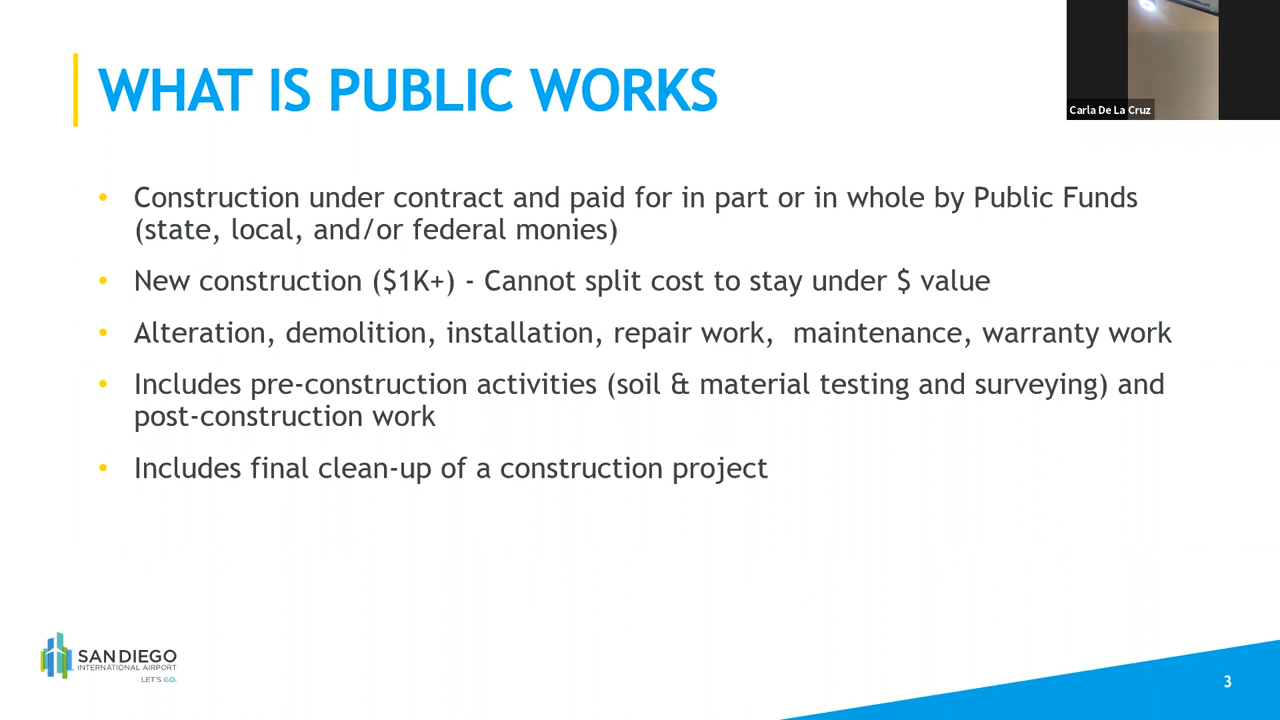 WHAT IS PUBLIC WORKS
Carla De La Cruz
• Construction under contract and paid for in part or in whole by Public Funds
(state, local, and/or federal monies)
• New construction ($1K+) - Cannot split cost to stay under $ value
• Alteration, demolition, installation, repair work,  maintenance, warranty work
• Includes pre-construction activities (soil & material testing and surveying) and
post-construction work
• Includes final clean-up of a construction project
SAN DIEGO
INTERNATIONAL AIRPORT
LET'S GO.
3